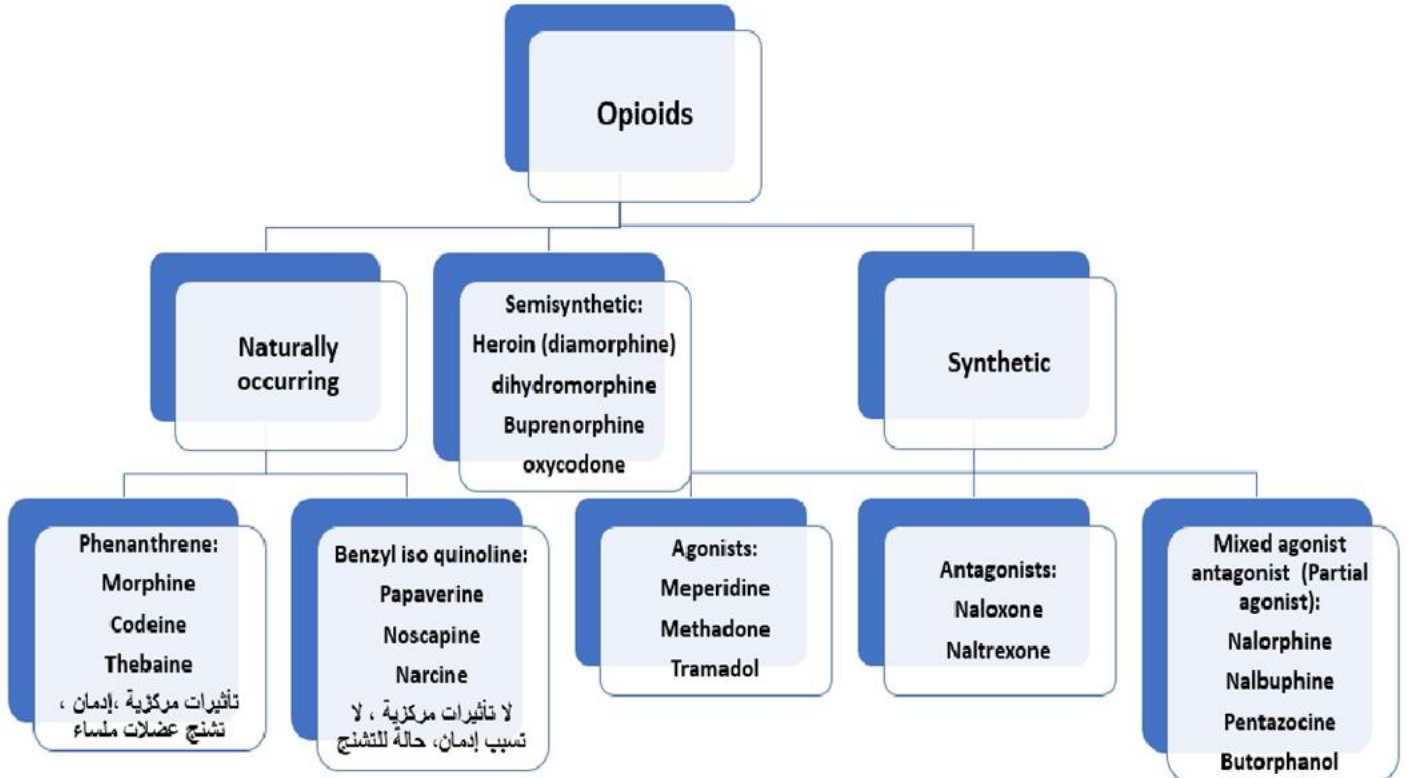 Opioids
Naturally
occurring
Semisynthetic:
Heroin (diamorphine)
dihydromorphine
Buprenorphine
oxycodone
Synthetic
Phenanthrene:
Morphine
Codeine
Thebaine
تأثيرات مركزية ،إدمان ،
تشنج عضلات ملساء
Benzyl iso quinoline:
Papaverine
Noscapine
Narcine
لا تأثيرات مركزية ، لا
تسبب إدمان، حالة للتشنج
Agonists:
Meperidine
Methadone
Tramadol
Antagonists:
Naloxone
Naltrexone
Mixed agonist
antagonist (Partial
agonist):
Nalorphine
Nalbuphine
Pentazocine
Butorphanol